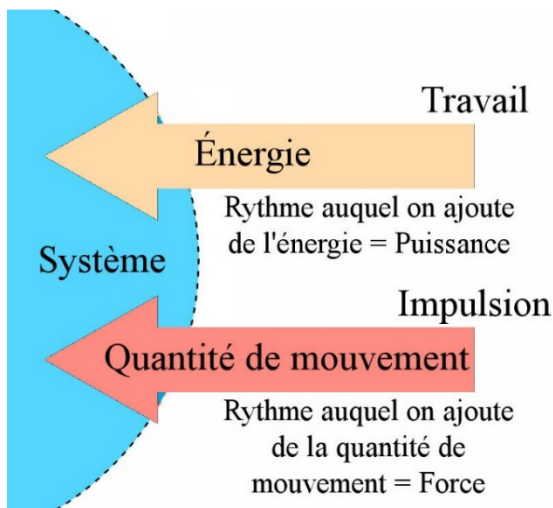 Travail
Énergie
Rythme auquel on ajoute
de l'énergie = Puissance
Système
Impulsion
Quantité de mouvement
Rythme auquel on ajoute
de la quantité de
mouvement = Force